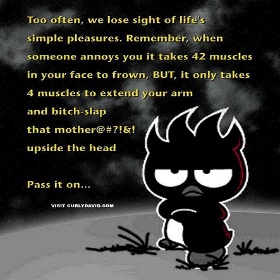 Too often, we lose sight of life's
simple pleasures. Remember, when
someone annoys you it takes 42 muscles
in your face to frown, BUT, it only takes
4 muscles to extend your arm
and bitch-slap
that mother@#?!&!
upside the head
Pass it on...
VISIT CURLYDAVID.COM